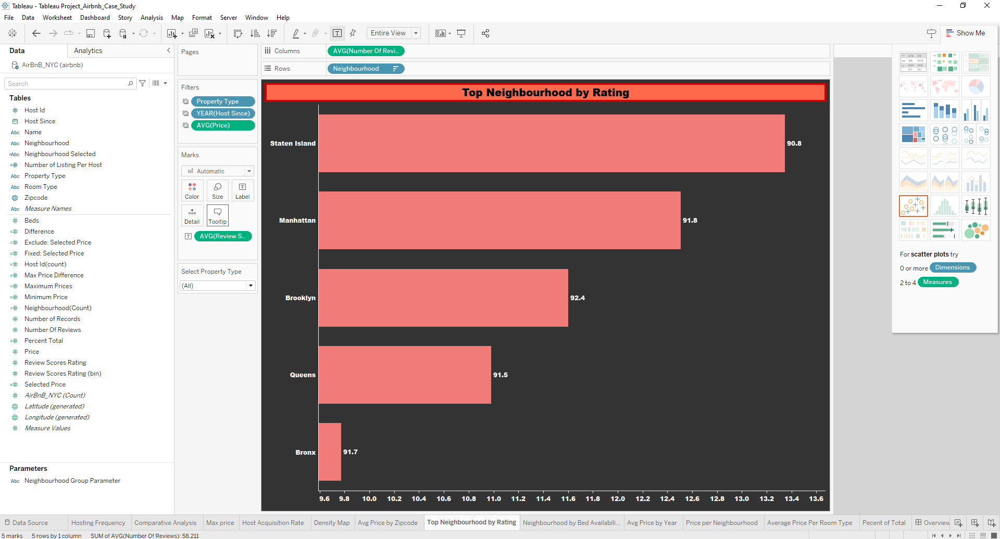 Tableau - Tableau Project_Airbnb_Case_Study
File Data Worksheet Dashboard Story Analysis Map Format Server Window Help
Entire View
Show Me
Data Analytics
AirBnB_NYC (airbnb)
Search
Tables
Host Id
Host Since
Abc Name
Abc Neighbourhood
=Abc Neighbourhood Selected
Number of Listing Per Host
Abc Property Type
Abc Room Type
Zipcode
Abc Measure Names
Beds
Difference
Exclude: Selected Price
Fixed: Selected Price
Host Id(count)
Max Price Difference
Maximum Prices
Minimum Price
Neighbourhood(Count)
Number of Records
Number Of Reviews
Percent Total
Price
Review Scores Rating
Review Scores Rating (bin)
Selected Price
AirBnB_NYC (Count)
Latitude (generated)
Longitude (generated)
Measure Values
Parameters
Abc Neighbourhood Group Parameter
Pages
Filters
Property Type
YEAR(Host Since)
AVG(Price)
Marks
Automatic
Color Size Label
Detail Tooltip
AVG(Review S..
Select Property Type
(All)
Columns AVG(Number Of Revi..
Rows Neighbourhood
Top Neighbourhood by Rating
Staten Island 90.8
Manhattan 91.8
Brooklyn 92.4
Queens 91.5
Bronx 91.7
9.6 9.8 10.0 10.2 10.4 10.6 10.8 11.0 11.2 11.4 11.6 11.8 12.0 12.2 12.4 12.6 12.8 13.0 13.2 13.4 13.6
For scatter plots try
0 or more Dimensions
2 to 4 Measures
Data Source Hosting Frequency Comparative Analysis Max price Host Acquisition Rate Density Map Avg Price by Zipcode Top Neighbourhood by Rating Neighbourhood by Bed Availabili... Avg Price by Year Price per Neighbourhood Average Price Per Room Type Pecent of Total Overview
5 marks 5 rows by 1 column SUM of AVG(Number Of Reviews): 58.211